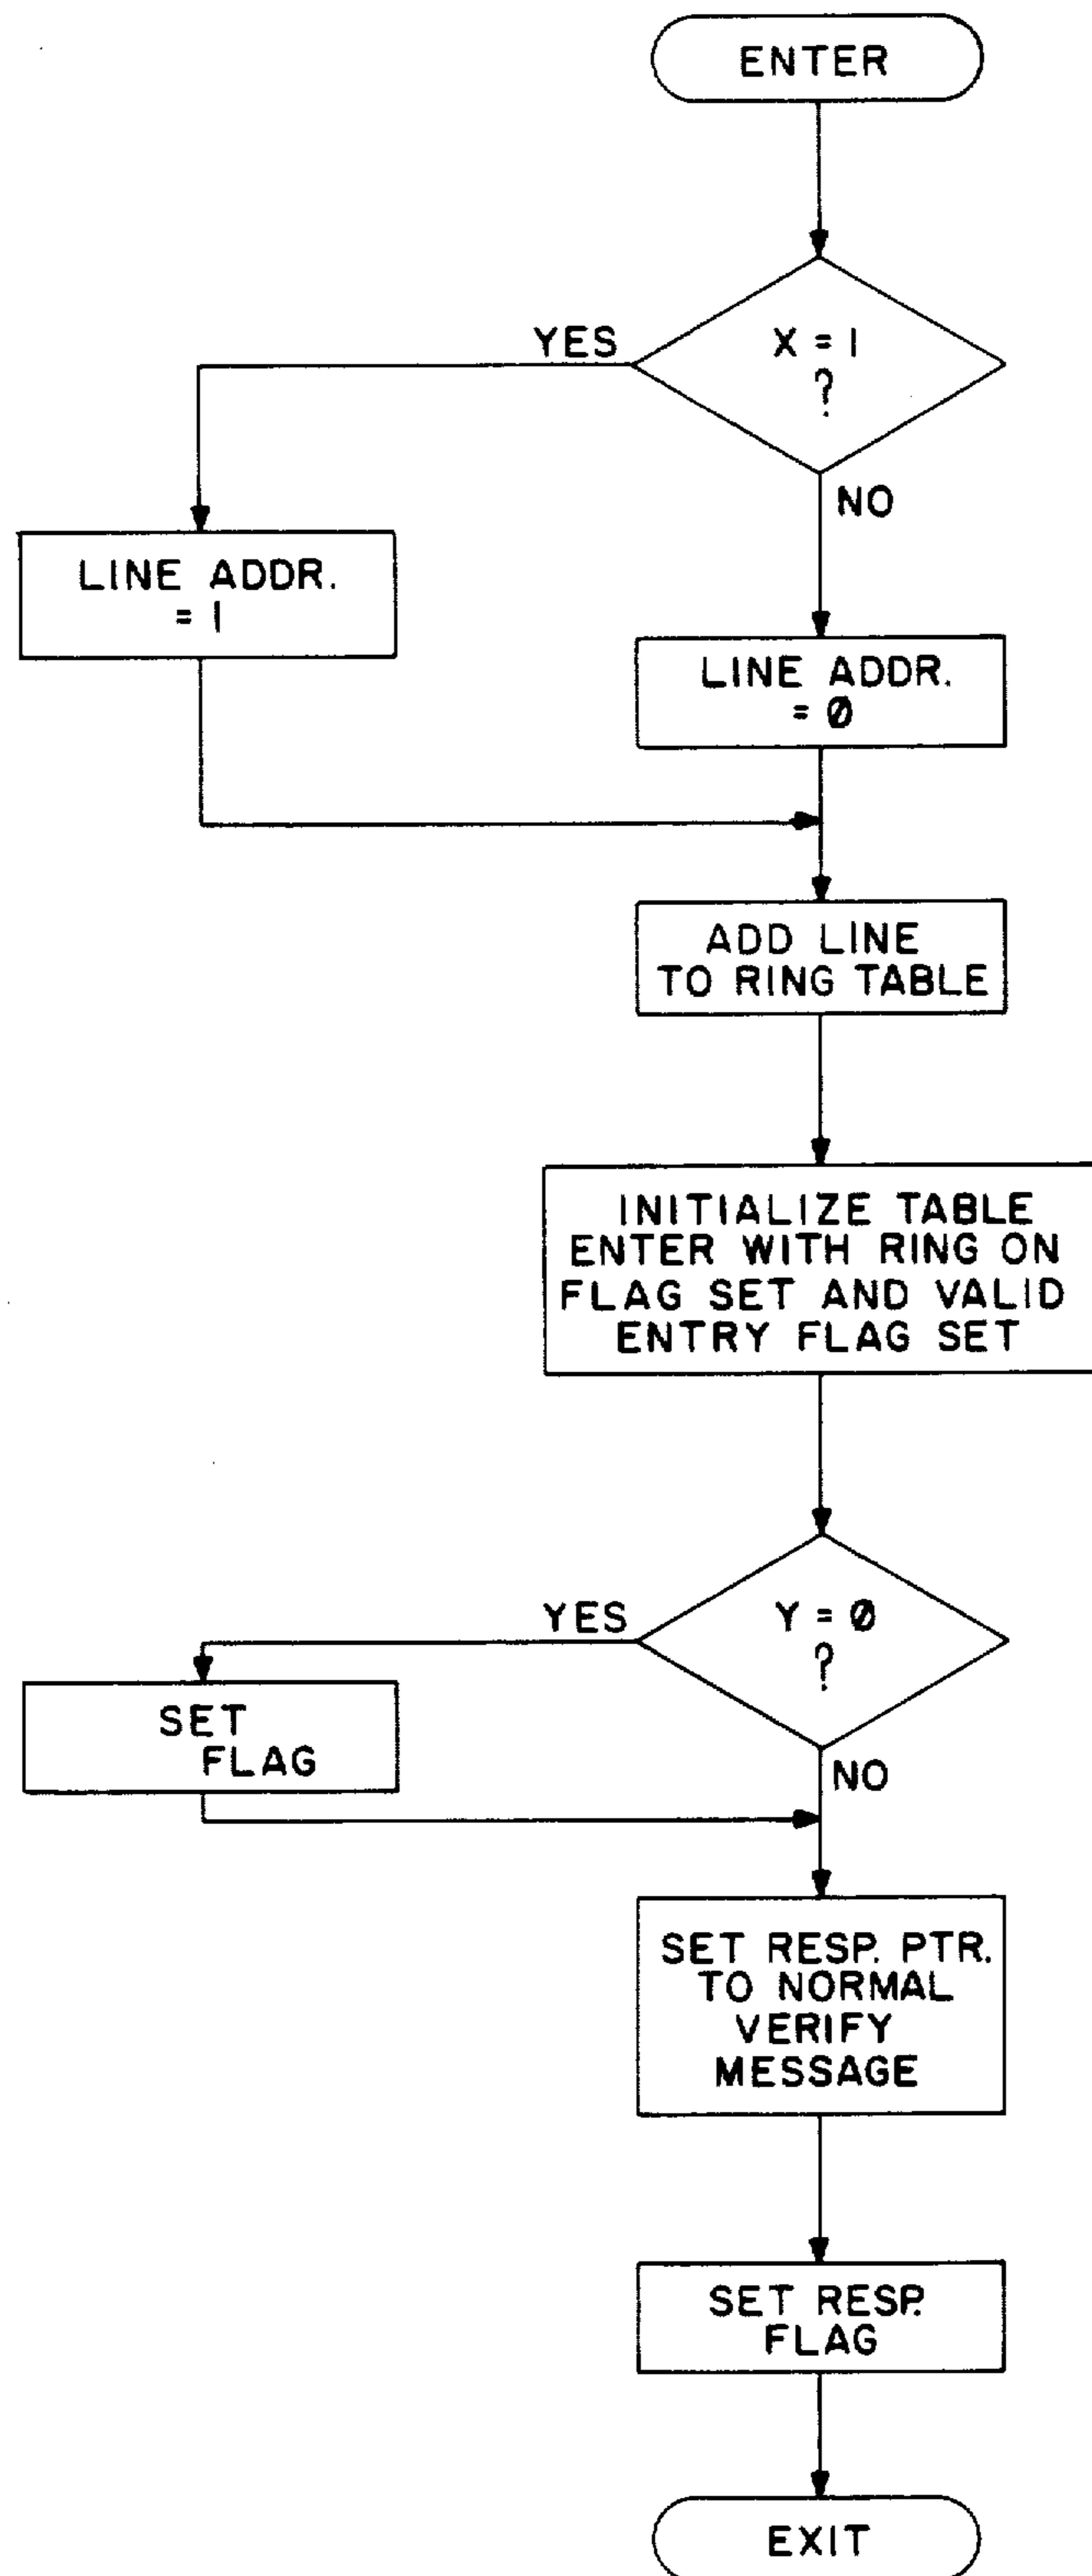 ENTER
X = 1
?
YES
NO
LINE ADDR.
= 1
LINE ADDR.
= Ø
ADD LINE
TO RING TABLE
INITIALIZE TABLE
ENTER WITH RING ON
FLAG SET AND VALID
ENTRY FLAG SET
Y = Ø
?
YES
NO
SET
FLAG
SET RESP. PTR.
TO NORMAL
VERIFY
MESSAGE
SET RESP.
FLAG
EXIT